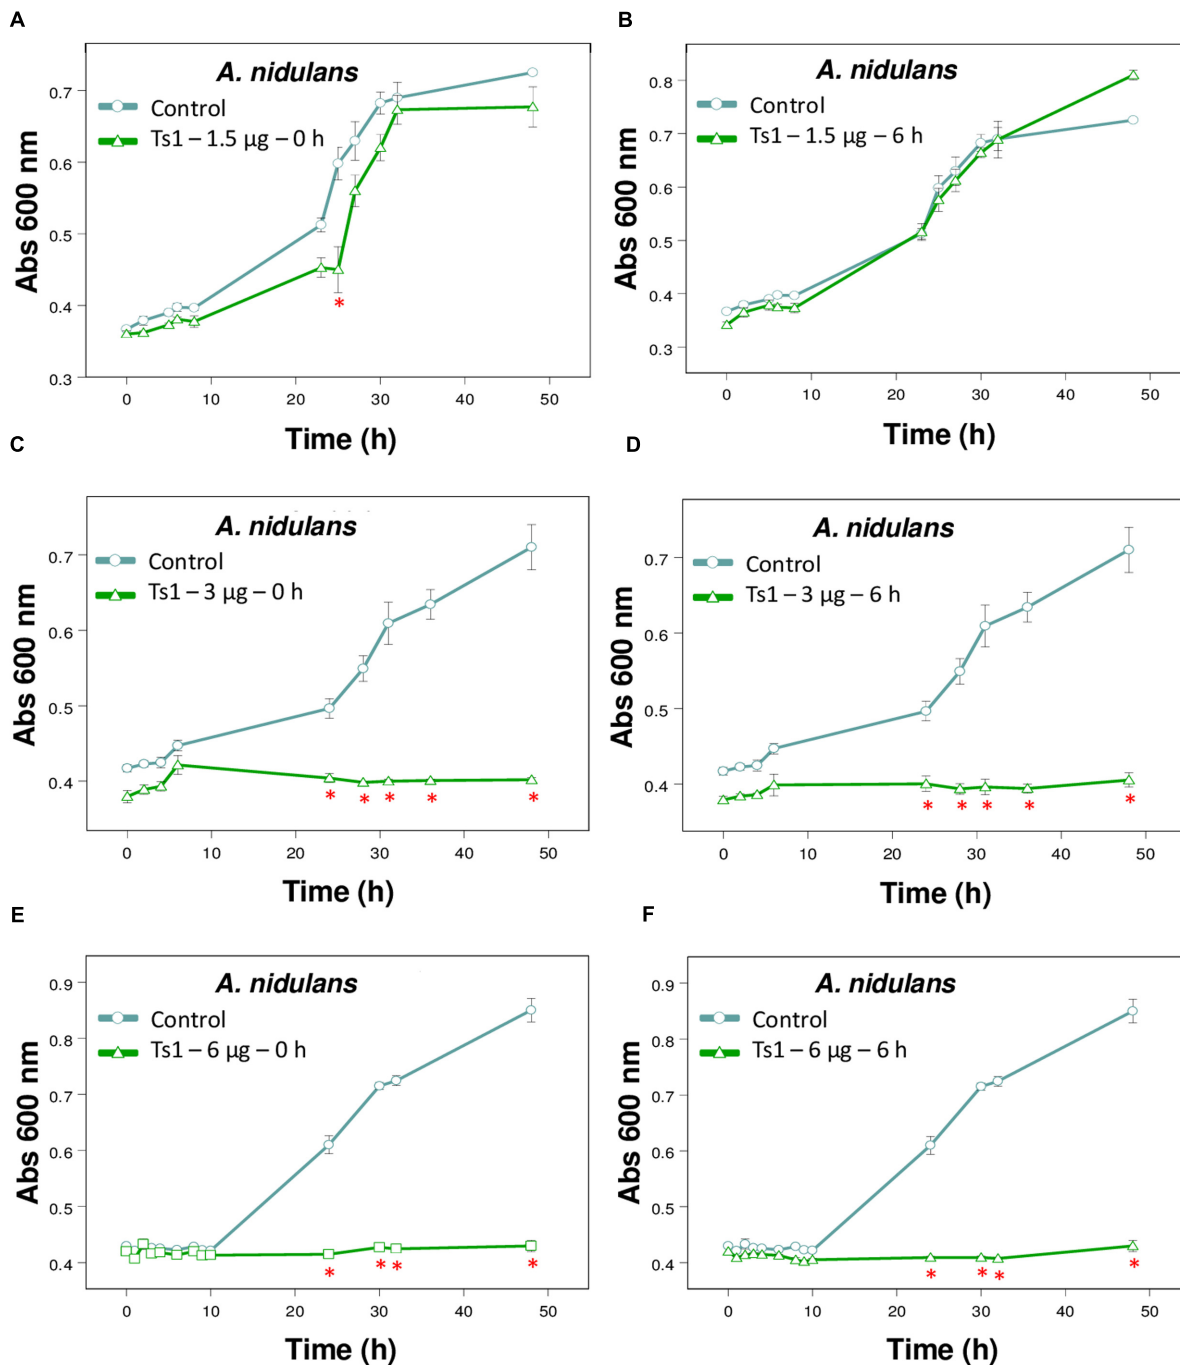 A
A. nidulans
Control
Ts1 – 1.5 µg – 0 h
0.7
0.6
0.5
0.4
0.3
Abs 600 nm
0 10 20 30 40 50
Time (h)
*
B
A. nidulans
Control
Ts1 – 1.5 µg – 6 h
0.8
0.7
0.6
0.5
0.4
0.3
Abs 600 nm
0 10 20 30 40 50
Time (h)
C
A. nidulans
Control
Ts1 – 3 µg – 0 h
0.7
0.6
0.5
0.4
Abs 600 nm
* * * * *
0 10 20 30 40 50
Time (h)
D
A. nidulans
Control
Ts1 – 3 µg – 6 h
0.7
0.6
0.5
0.4
Abs 600 nm
* * * * *
0 10 20 30 40 50
Time (h)
E
A. nidulans
Control
Ts1 – 6 µg – 0 h
0.9
0.8
0.7
0.6
0.5
0.4
Abs 600 nm
* * * *
0 10 20 30 40 50
Time (h)
F
A. nidulans
Control
Ts1 – 6 µg – 6 h
0.9
0.8
0.7
0.6
0.5
0.4
Abs 600 nm
* * * *
0 10 20 30 40 50
Time (h)